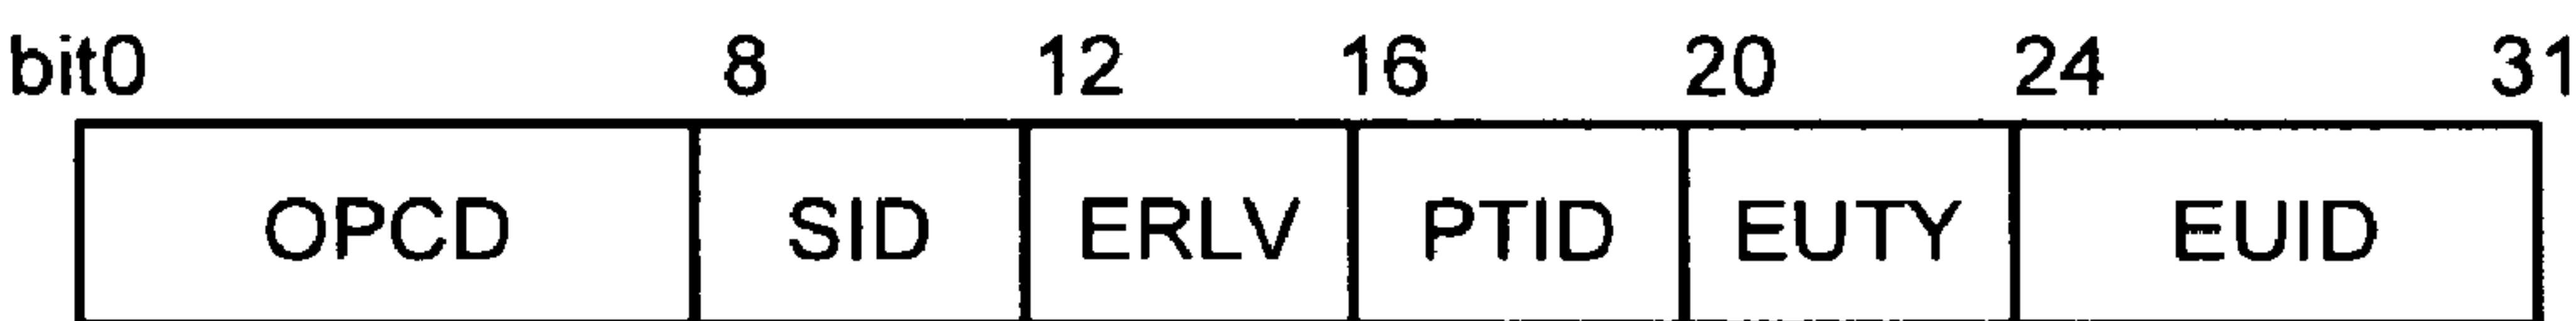 bit0 8 12 16 20 24 31
OPCD SID ERLV PTID EUTY EUID